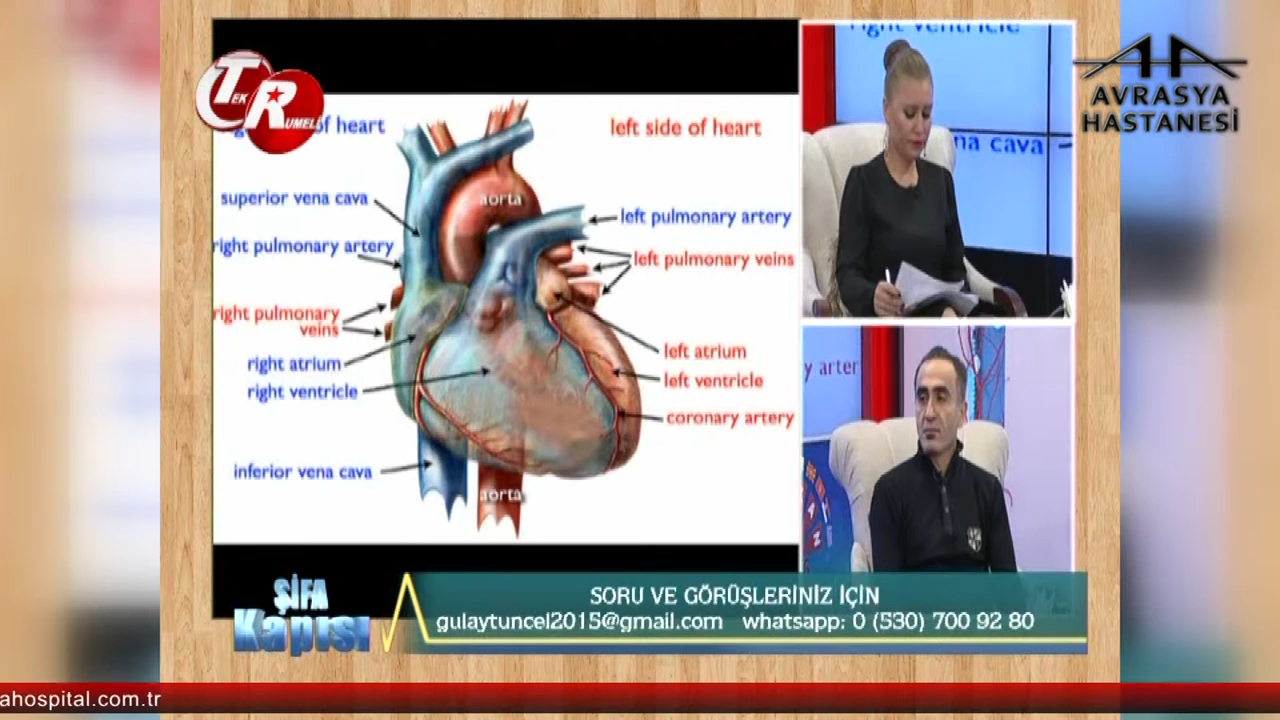 TEK RUMELİ
of heart
left side of heart
superior vena cava
aorta
left pulmonary artery
right pulmonary artery
left pulmonary veins
right pulmonary
veins
right atrium
left atrium
right ventricle
left ventricle
coronary artery
inferior vena cava
aorta
right ventricle
na cava
AVRASYA
HASTANESİ
y arter
ŞİFA
Kapısı
SORU VE GÖRÜŞLERİNİZ İÇİN
gulaytuncel2015@gmail.com whatsapp: 0 (530) 700 92 80
ahospital.com.tr